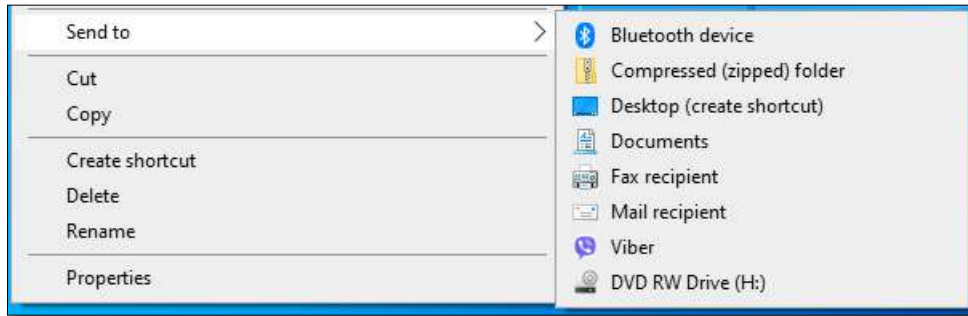 Send to
Cut
Copy
Create shortcut
Delete
Rename
Properties
Bluetooth device
Compressed (zipped) folder
Desktop (create shortcut)
Documents
Fax recipient
Mail recipient
Viber
DVD RW Drive (H:)